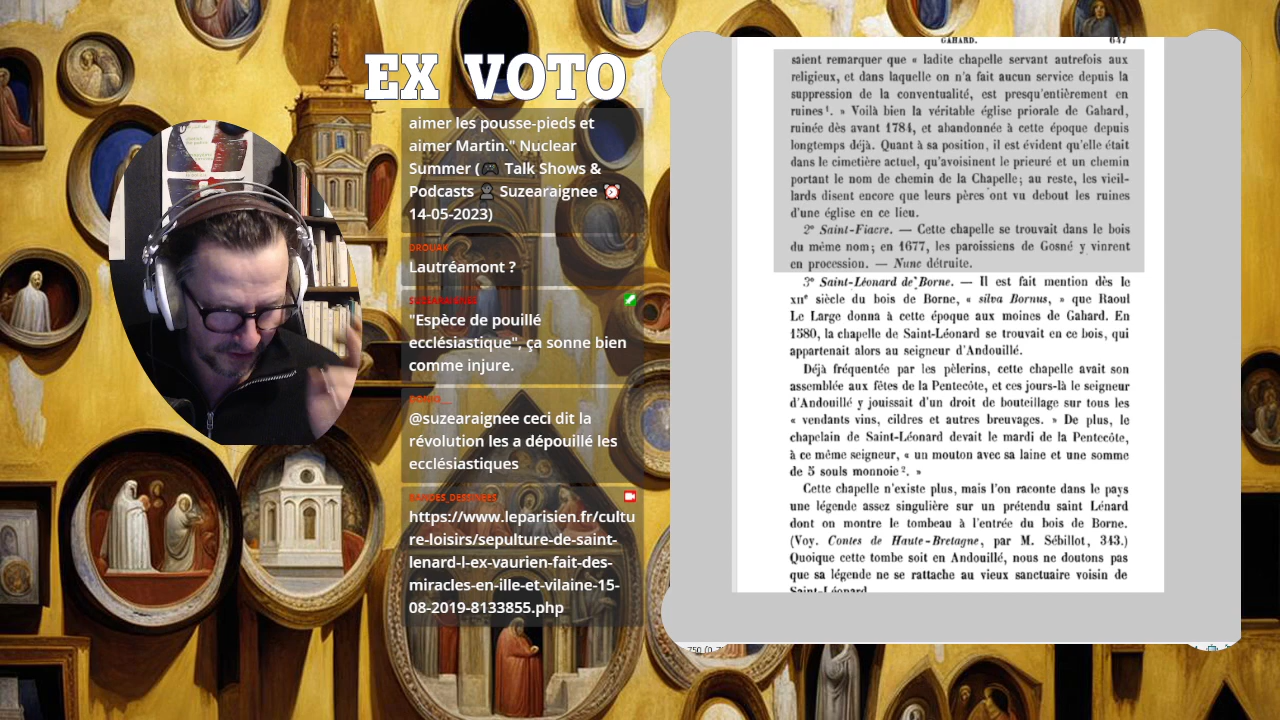 EX VOTO
aimer les pousse-pieds et
aimer Martin." Nuclear
Summer (🎮 Talk Shows &
Podcasts 👤 Suzearaignee ⏰
14-05-2023)
DROUAK
Lautréamont ?
SUZEARAIGNEE
"Espèce de pouillé
ecclésiastique", ça sonne bien
comme injure.
@suzearaignee ceci dit la
révolution les a dépouillé les
ecclésiastiques
BANDES_DESTINEES
https://www.leparisien.fr/cultu
re-loisirs/sepulture-de-saint-
lenard-l-ex-vaurien-fait-des-
miracles-en-ille-et-vilaine-15-
08-2019-8133855.php
GAHARD. 647
saient remarquer que « ladite chapelle servant autrefois aux
religieux, et dans laquelle on n'a fait aucun service depuis la
suppression de la conventualité, est presqu'entièrement en
ruines¹. » Voilà bien la véritable église priorale de Gahard,
ruinée dès avant 1784, et abandonnée à cette époque depuis
longtemps déjà. Quant à sa position, il est évident qu'elle était
dans le cimetière actuel, qu'avoisinent le prieuré et un chemin
portant le nom de chemin de la Chapelle; au reste, les vieil-
lards disent encore que leurs pères ont vu debout les ruines
d'une église en ce lieu.
2º Saint-Fiacre. — Cette chapelle se trouvait dans le bois
du même nom; en 1677, les paroissiens de Gosné y vinrent
en procession. — Nunc détruite.
3º Saint-Léonard de Borne. — Il est fait mention dès le
XIIe siècle du bois de Borne, « silva Bornus, » que Raoul
Le Large donna à cette époque aux moines de Gahard. En
1580, la chapelle de Saint-Léonard se trouvait en ce bois, qui
appartenait alors au seigneur d'Andouillé.
Déjà fréquentée par les pèlerins, cette chapelle avait son
assemblée aux fêtes de la Pentecôte, et ces jours-là le seigneur
d'Andouillé y jouissait d'un droit de bouteillage sur tous les
« vendants vins, cildres et autres breuvages. » De plus, le
chapelain de Saint-Léonard devait le mardi de la Pentecôte,
à ce même seigneur, « un mouton avec sa laine et une somme
de 5 souls monnoie². »
Cette chapelle n'existe plus, mais l'on raconte dans le pays
une légende assez singulière sur un prétendu saint Lénard
dont on montre le tombeau à l'entrée du bois de Borne.
(Voy. Contes de Haute-Bretagne, par M. Sébillot, 343.)
Quoique cette tombe soit en Andouillé, nous ne doutons pas
que sa légende ne se rattache au vieux sanctuaire voisin de
Saint-Léonard.